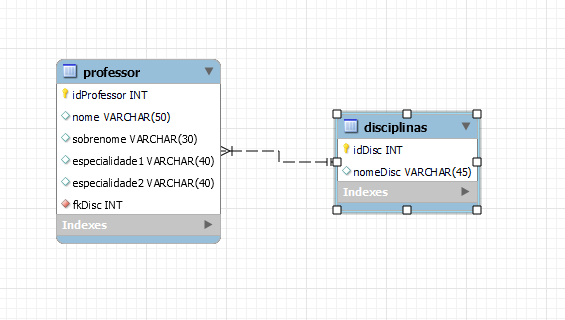 professor
idProfessor INT
nome VARCHAR(50)
sobrenome VARCHAR(30)
especialidade1 VARCHAR(40)
especialidade2 VARCHAR(40)
fkDisc INT
Indexes
disciplinas
idDisc INT
nomeDisc VARCHAR(45)
Indexes